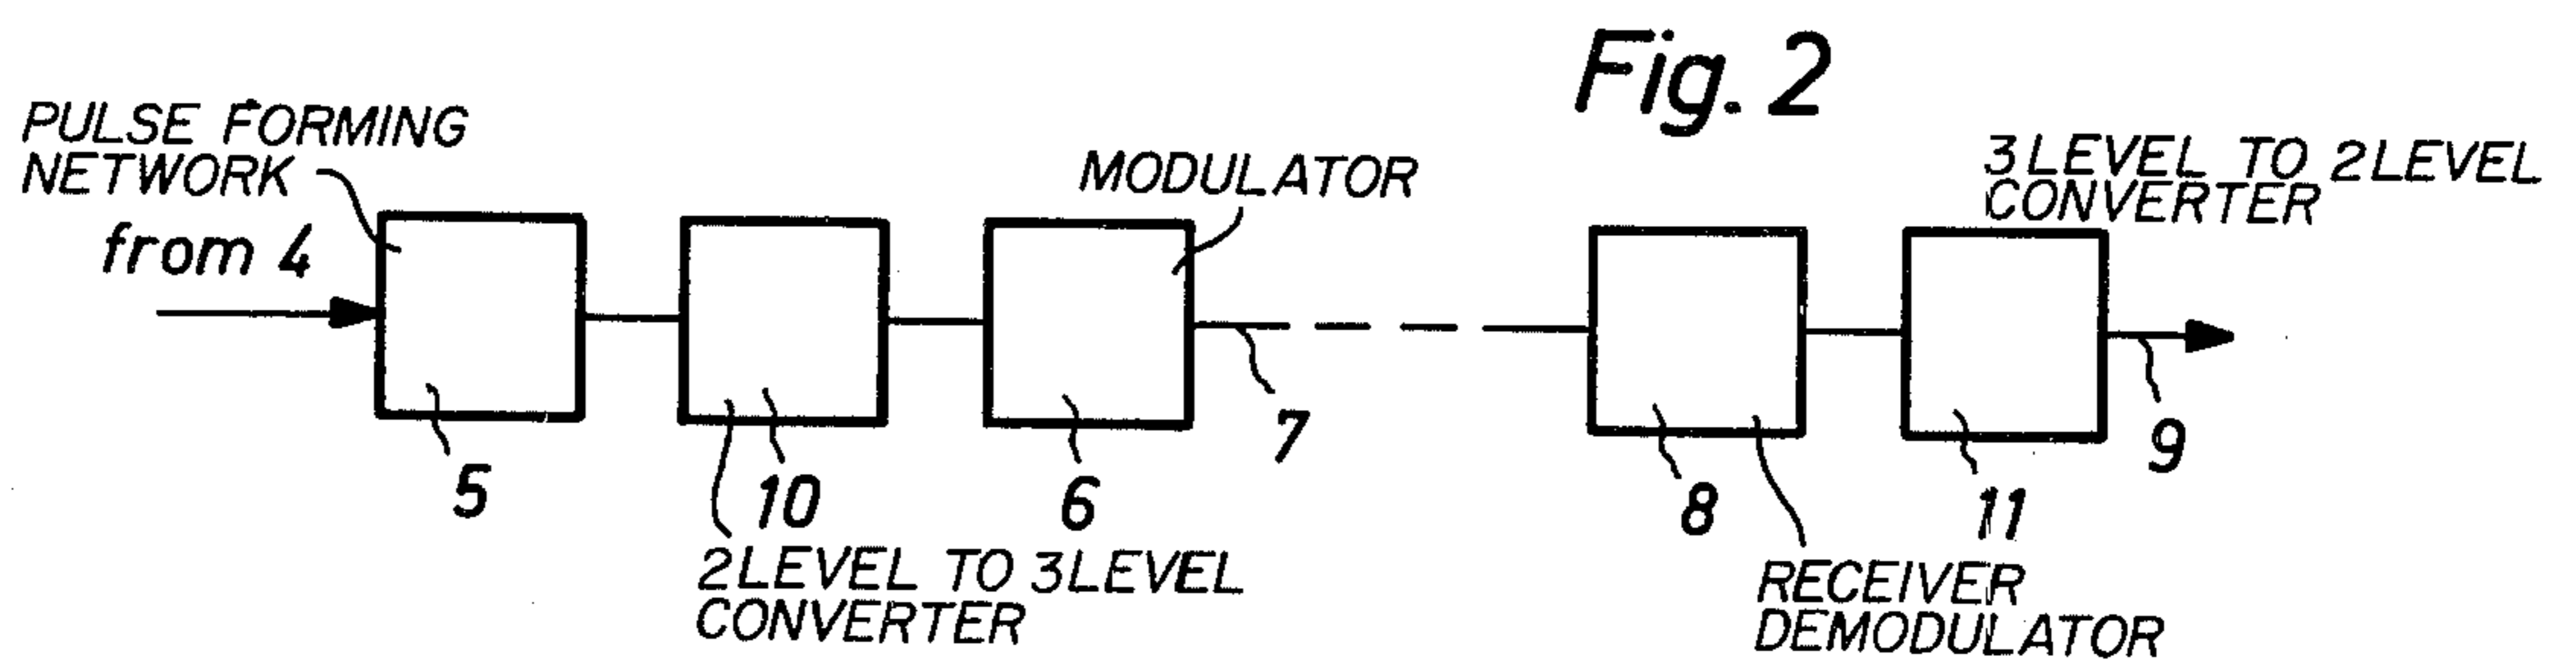 Fig. 2
PULSE FORMING
NETWORK
from 4
MODULATOR
3 LEVEL TO 2 LEVEL
CONVERTER
5
10
6
7
8
11
9
2 LEVEL TO 3 LEVEL
CONVERTER
RECEIVER
DEMODULATOR